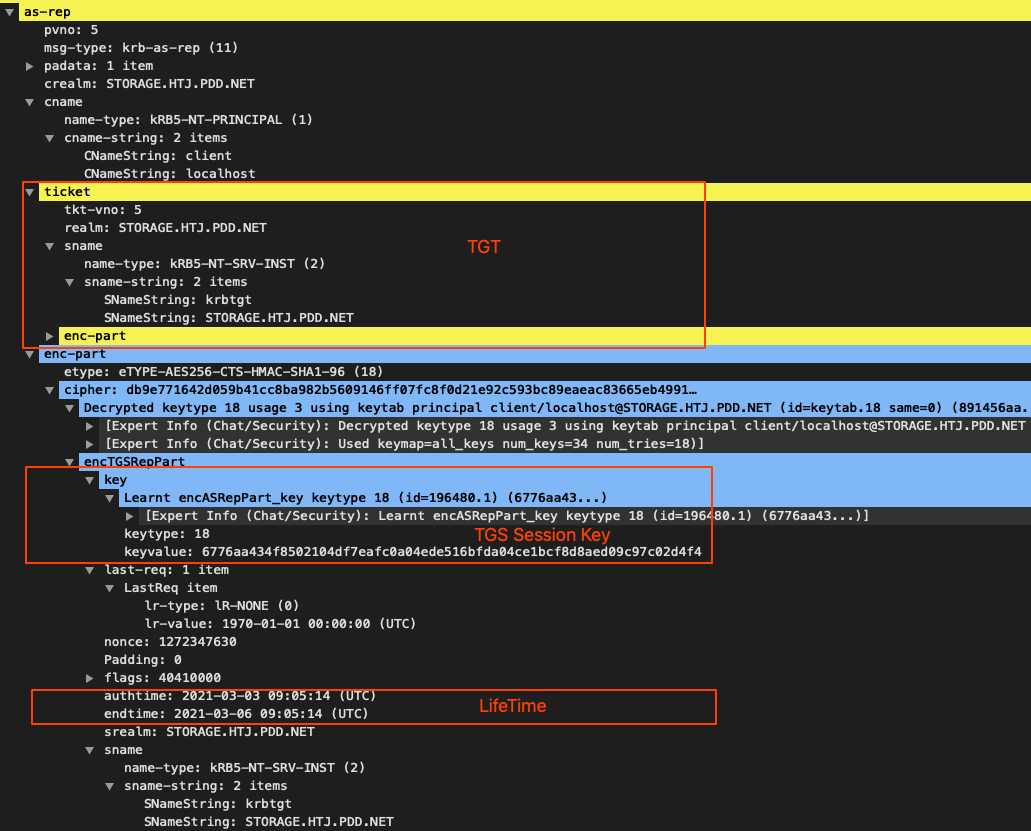 as-rep
pvno: 5
msg-type: krb-as-rep (11)
padata: 1 item
crealm: STORAGE.HTJ.PDD.NET
cname
name-type: kRB5-NT-PRINCIPAL (1)
cname-string: 2 items
CNameString: client
CNameString: localhost
ticket
tkt-vno: 5
realm: STORAGE.HTJ.PDD.NET
sname
TGT
name-type: kRB5-NT-SRV-INST (2)
sname-string: 2 items
SNameString: krbtgt
SNameString: STORAGE.HTJ.PDD.NET
enc-part
enc-part
etype: eTYPE-AES256-CTS-HMAC-SHA1-96 (18)
cipher: db9e771642d059b41cc8ba982b5609146ff07fc8f0d21e92c593bc89eaeac83665eb4991…
Decrypted keytype 18 usage 3 using keytab principal client/localhost@STORAGE.HTJ.PDD.NET (id=keytab.18 same=0) (891456aa.
[Expert Info (Chat/Security): Decrypted keytype 18 usage 3 using keytab principal client/localhost@STORAGE.HTJ.PDD.NET
[Expert Info (Chat/Security): Used keymap=all_keys num_keys=34 num_tries=18)]
encTGSRepPart
key
Learnt encASRepPart_key keytype 18 (id=196480.1) (6776aa43...)
[Expert Info (Chat/Security): Learnt encASRepPart_key keytype 18 (id=196480.1) (6776aa43...)]
keytype: 18
TGS Session Key
keyvalue: 6776aa434f8502104df7eafc0a04ede516bfda04ce1bcf8d8aed09c97c02d4f4
last-req: 1 item
LastReq item
lr-type: lR-NONE (0)
lr-value: 1970-01-01 00:00:00 (UTC)
nonce: 1272347630
Padding: 0
flags: 40410000
authtime: 2021-03-03 09:05:14 (UTC)
LifeTime
endtime: 2021-03-06 09:05:14 (UTC)
srealm: STORAGE.HTJ.PDD.NET
sname
name-type: kRB5-NT-SRV-INST (2)
sname-string: 2 items
SNameString: krbtgt
SNameString: STORAGE.HTJ.PDD.NET